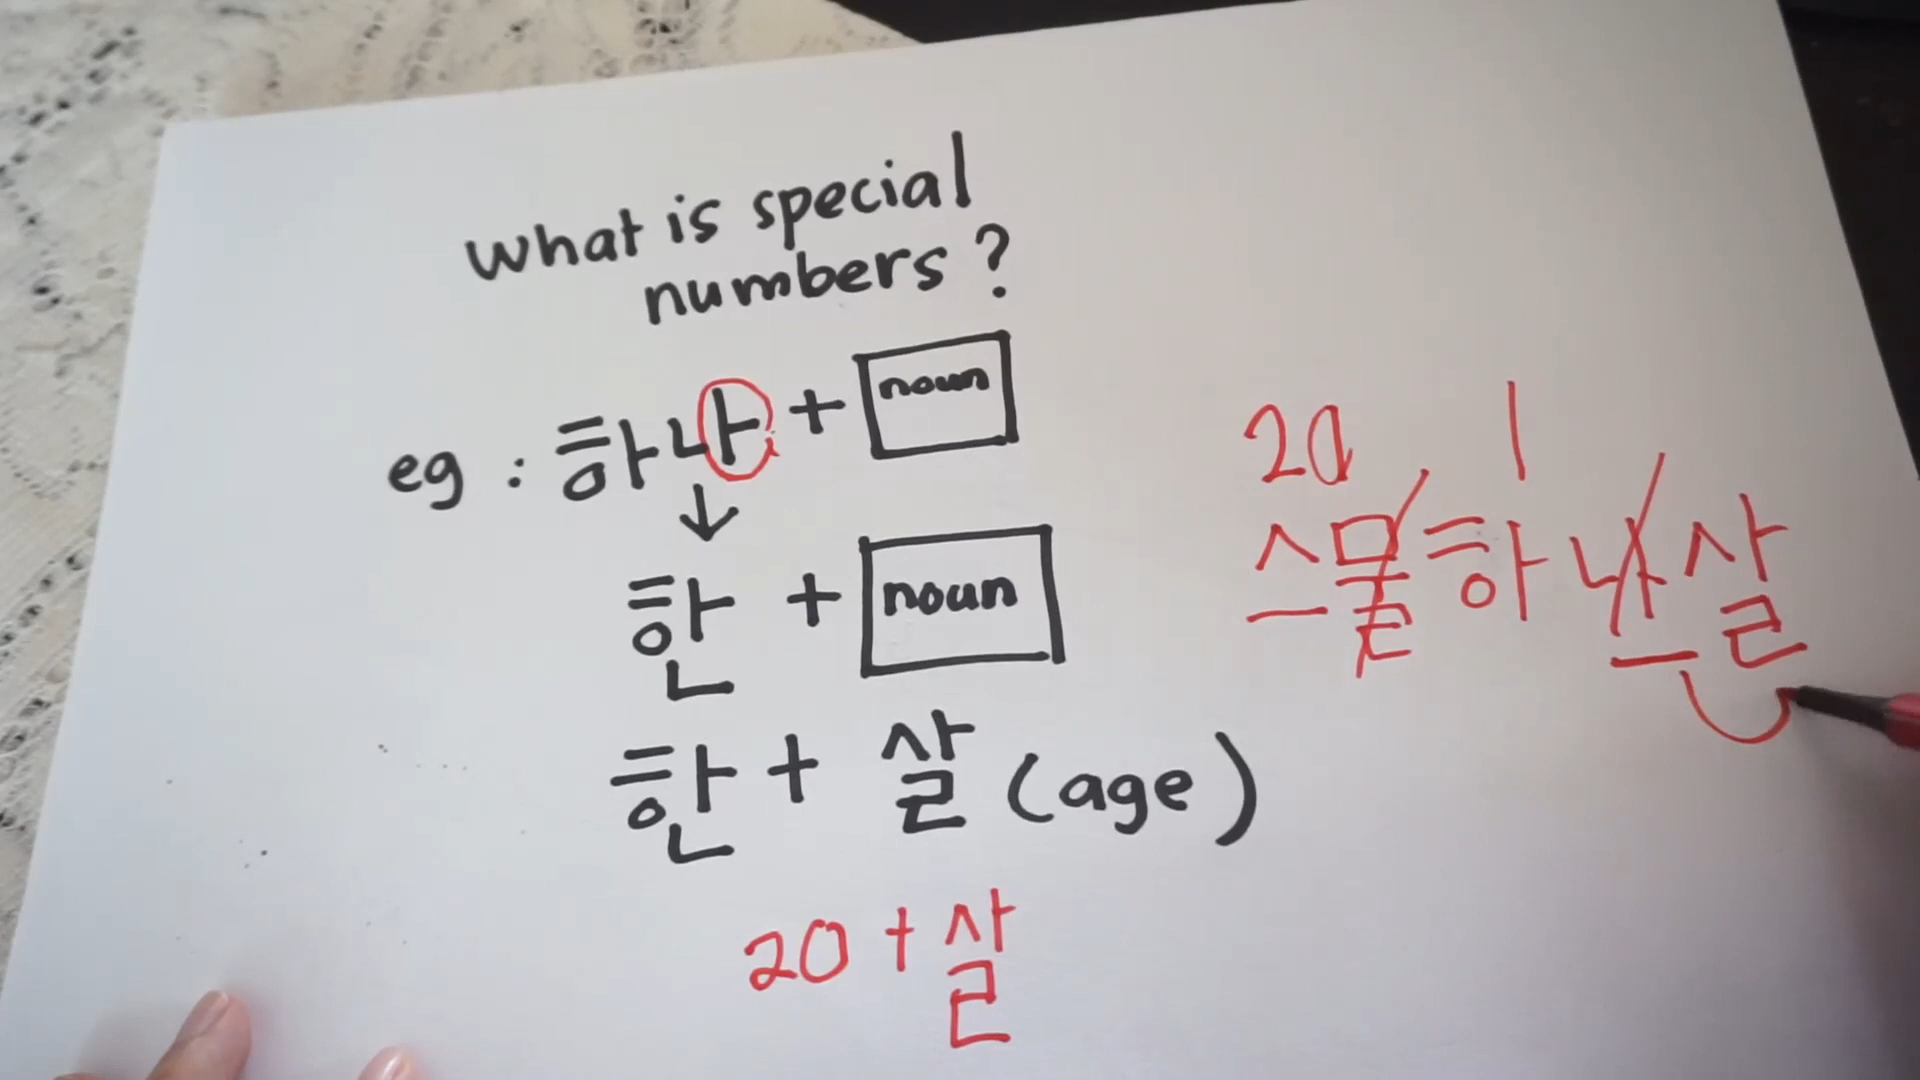 What is special
numbers?
eg : 하나 + noun
↓
한 + noun
한 + 살 (age)
20 + 살
20 1
스물하나살